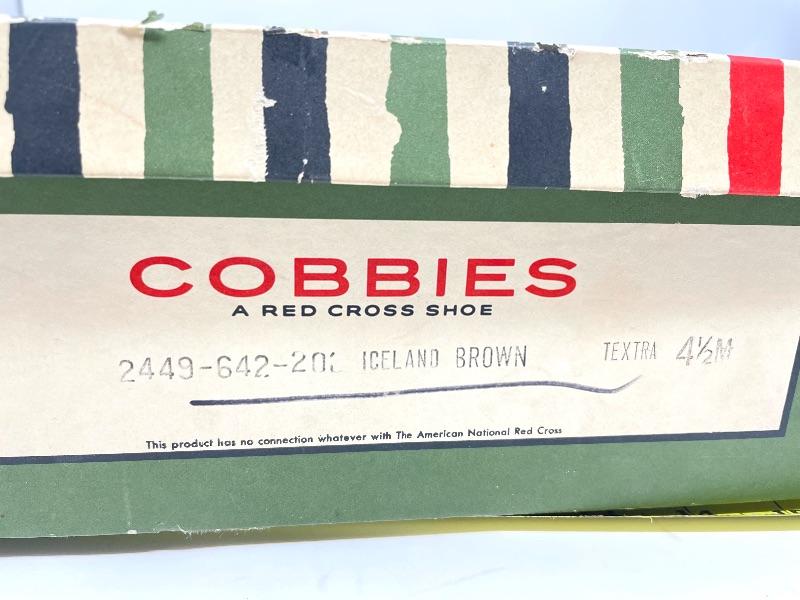 COBBIES
A RED CROSS SHOE
2449-642-202 ICELAND BROWN TEXTRA 4½M
This product has no connection whatever with The American National Red Cross